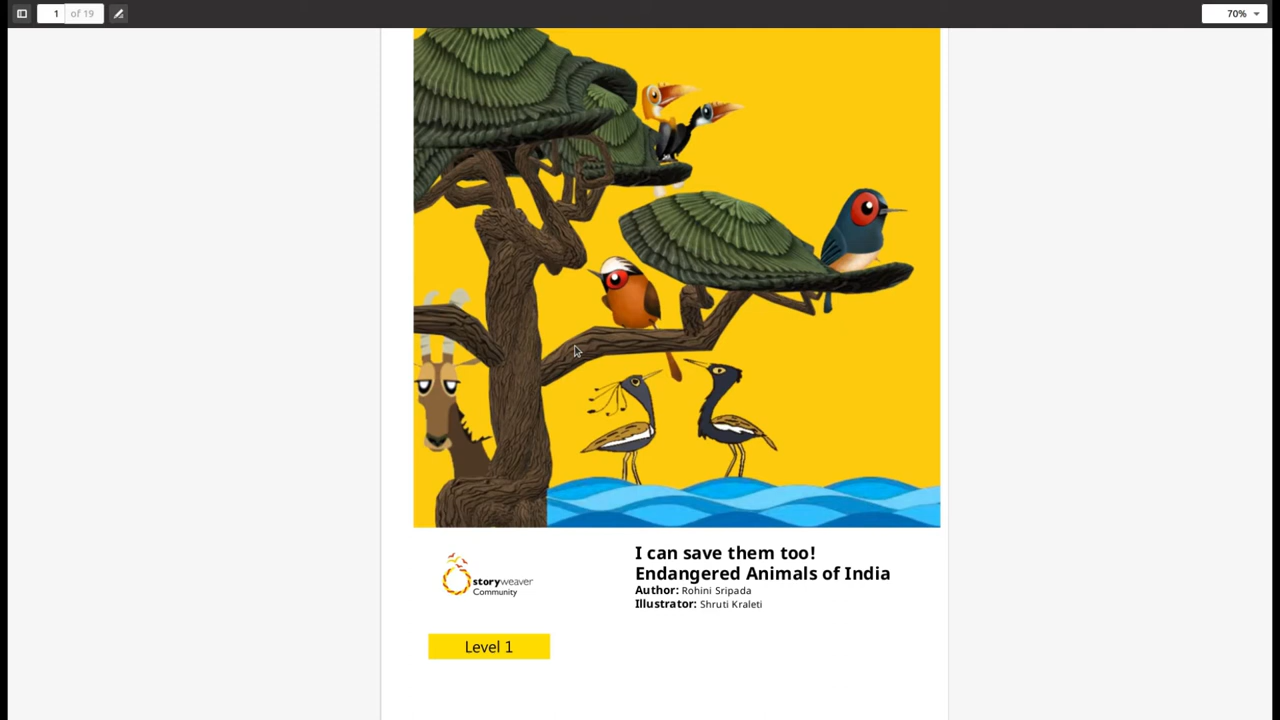 1 of 19
70%
I can save them too!
Endangered Animals of India
Author: Rohini Sripada
Illustrator: Shruti Kraleti
storyweaver
Community
Level 1